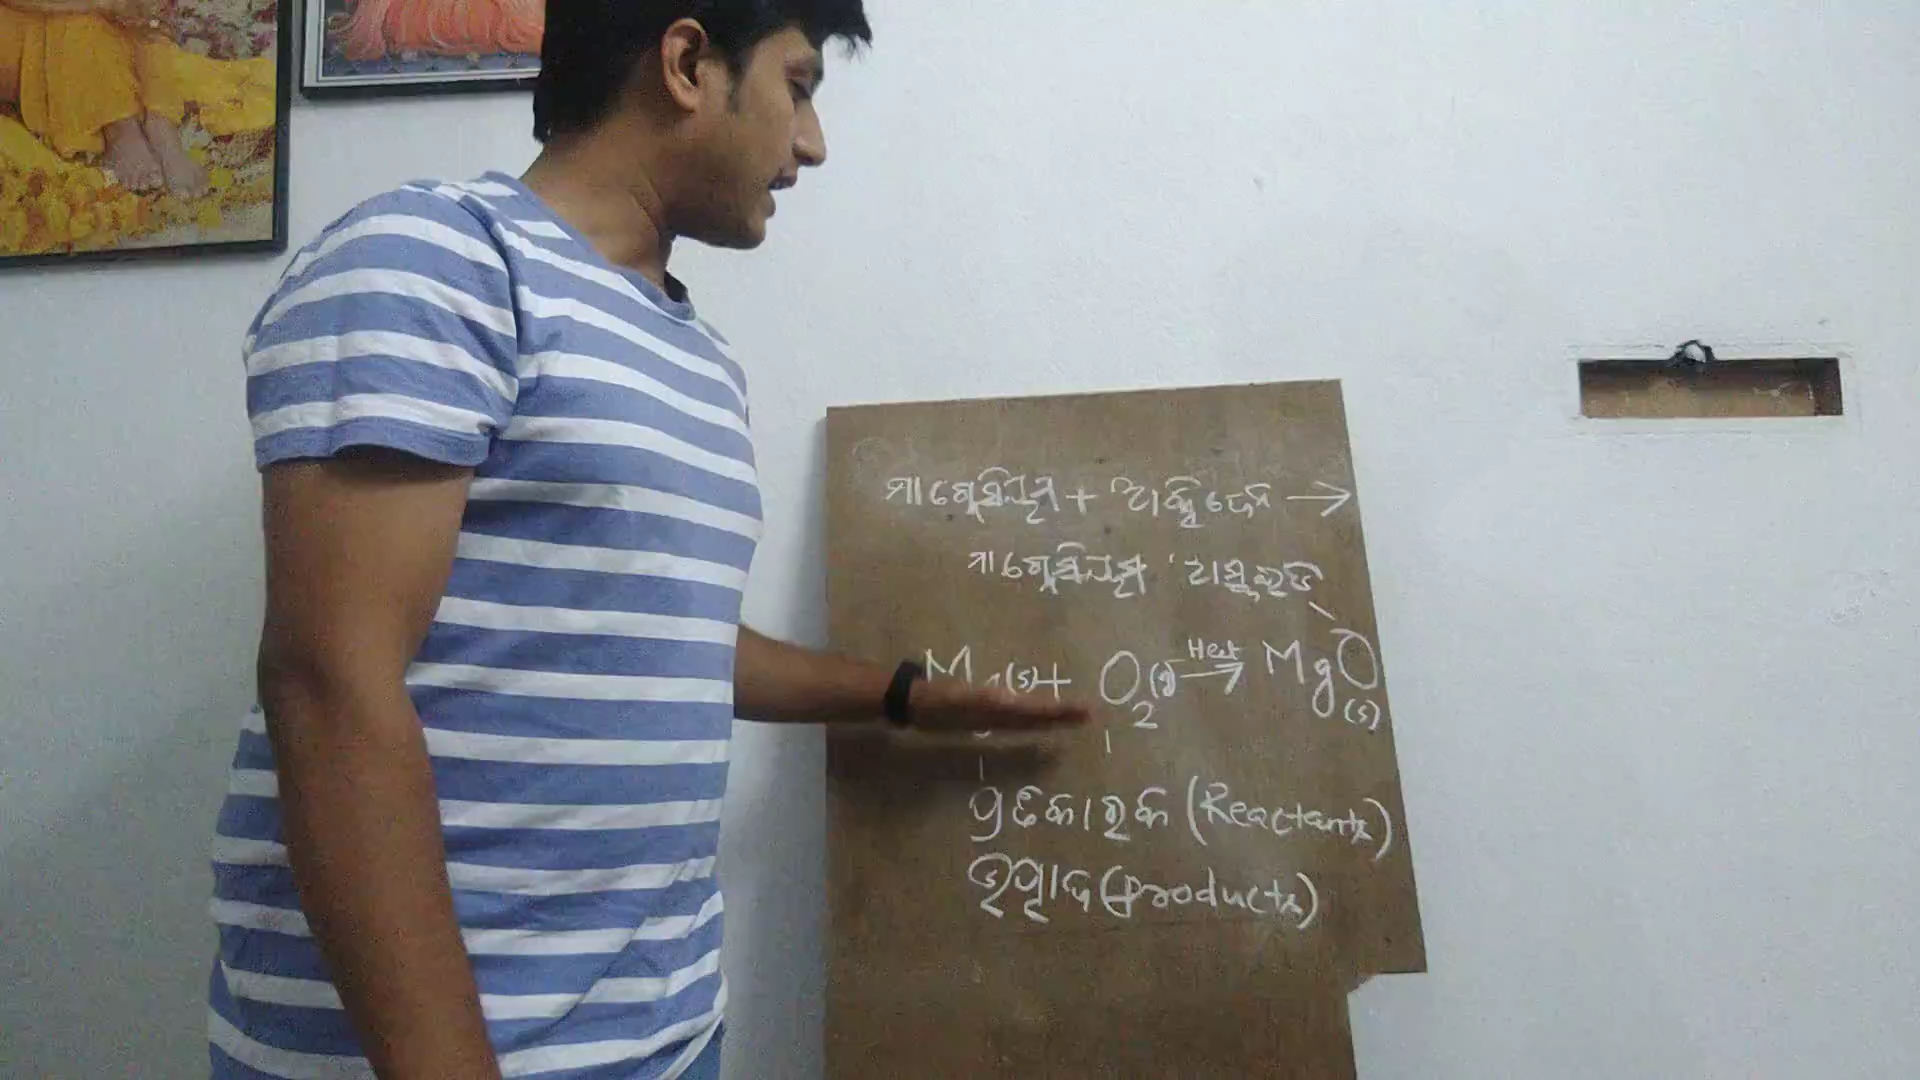 ମାଗ୍ନେସିୟମ + ଅକ୍ସିଜେନ →
ମାଗ୍ନେସିୟମ ଅକ୍ସାଇଡ
Mg(s) + O2(g) Heat→ MgO(s)
ପ୍ରତିକାରକ (Reactants)
ଉତ୍ପାଦ (products)